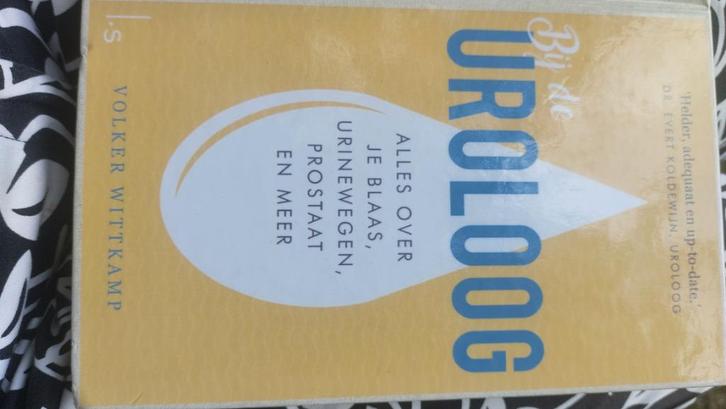 'Helder, adequaat en up-to-date.'
DR. EVERT KOLDEWIJN, UROLOOG
Bij de
UROLOOG
ALLES OVER
JE BLAAS,
URINEWEGEN,
PROSTAAT
EN MEER
VOLKER WITTKAMP
l.s